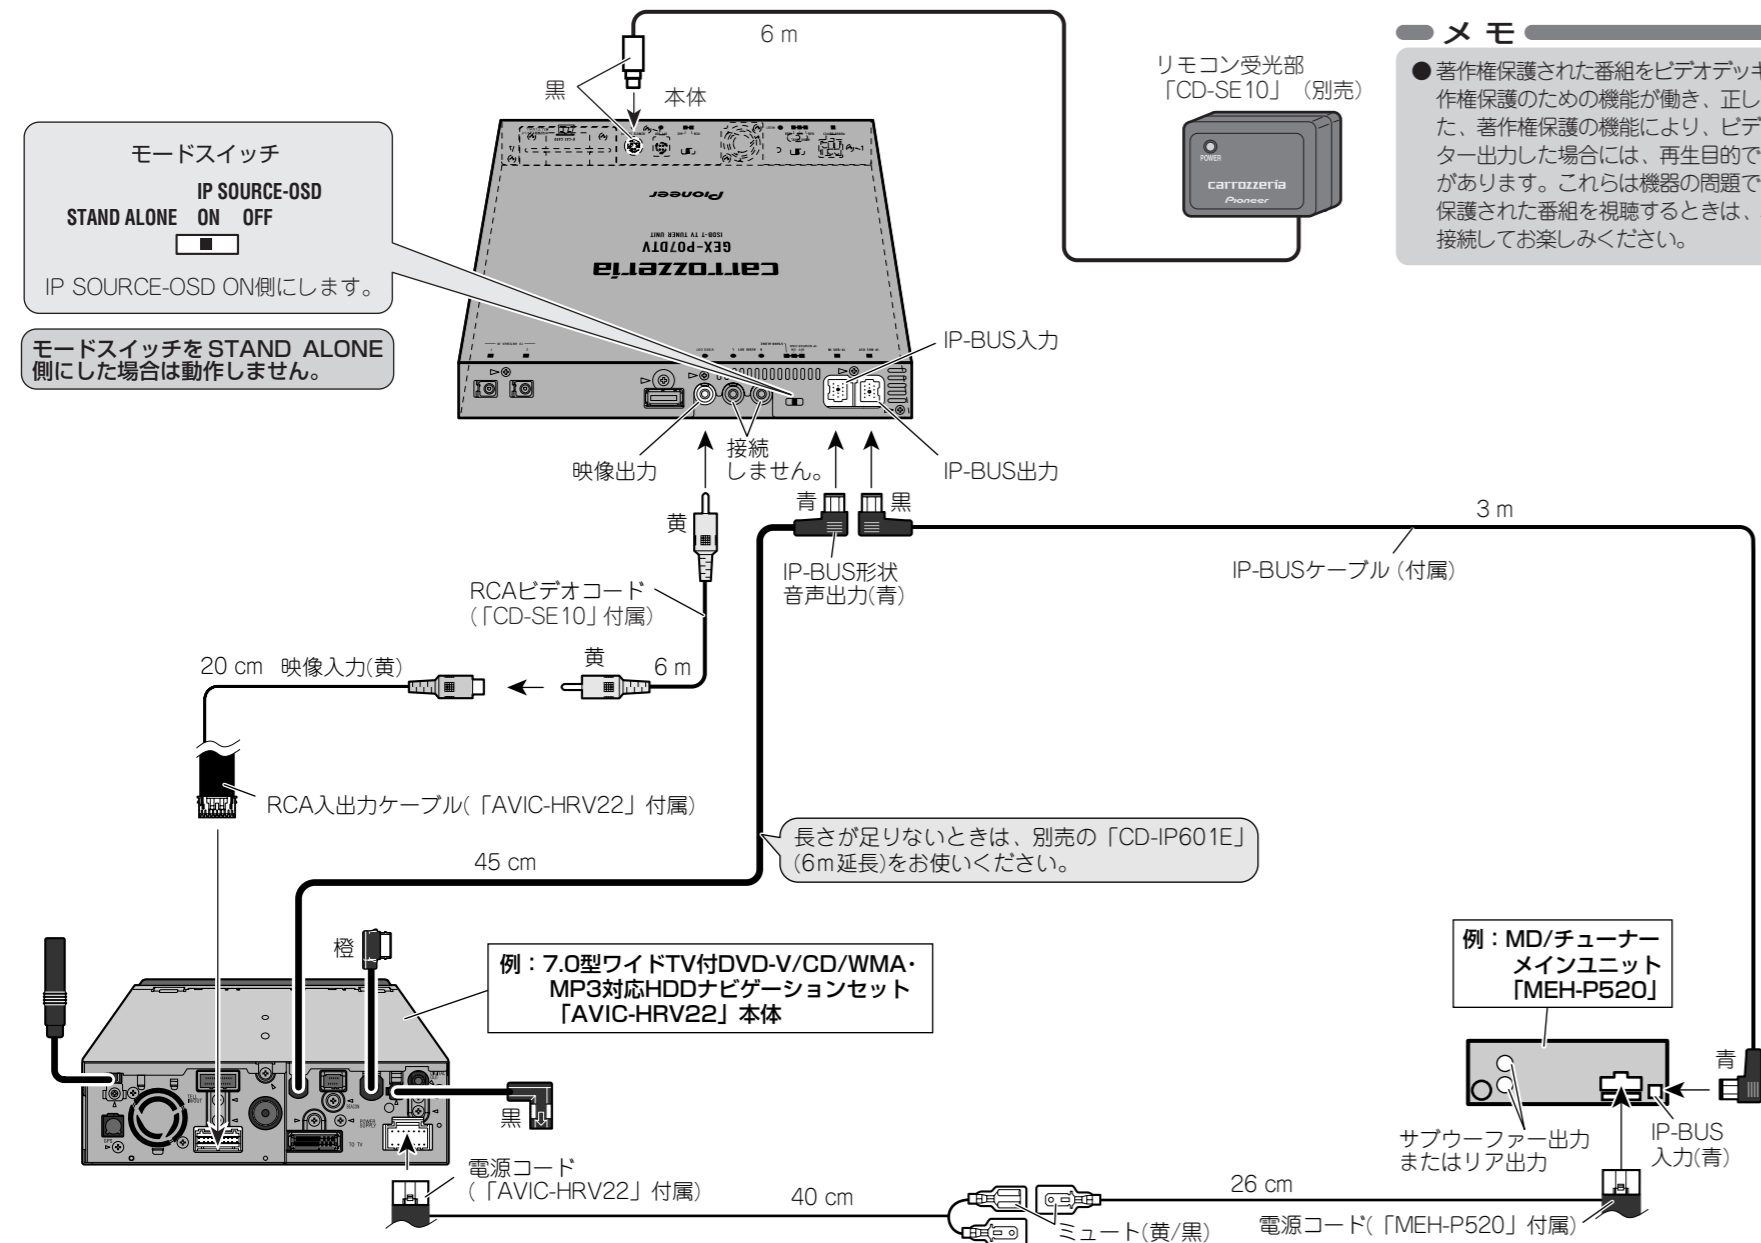 6 m
黒
本体
リモコン受光部
「CD-SE10」（別売）
POWER
carrozzeria
Pioneer
メモ
●著作権保護された番組をビデオデッキ
作権保護のための機能が働き、正し
た、著作権保護の機能により、ビデ
ター出力した場合には、再生目的で
があります。これらは機器の問題で
保護された番組を視聴するときは、
接続してお楽しみください。
モードスイッチ
IP SOURCE-OSD
STAND ALONE ON OFF
IP SOURCE-OSD ON側にします。
モードスイッチを STAND ALONE
側にした場合は動作しません。
Pioneer
ISDB-T TV TUNER UNIT
GEX-P07DTV
carrozzeria
IP-BUS入力
映像出力
接続
しません。
IP-BUS出力
黄
青
黒
3 m
IP-BUS形状
音声出力(青)
IP-BUSケーブル (付属)
RCAビデオコード
(「CD-SE10」付属)
20 cm 映像入力(黄)
黄
6 m
RCA入出力ケーブル(「AVIC-HRV22」付属)
長さが足りないときは、別売の「CD-IP601E」
(6m延長)をお使いください。
45 cm
橙
例：7.0型ワイドTV付DVD-V/CD/WMA・
MP3対応HDDナビゲーションセット
「AVIC-HRV22」本体
例：MD/チューナー
メインユニット
「MEH-P520」
青
黒
GPS
BEACON
POWER SUPPLY
TO TV
サブウーファー出力
またはリア出力
IP-BUS
入力(青)
電源コード
(「AVIC-HRV22」付属)
40 cm
26 cm
ミュート(黄/黒)
電源コード(「MEH-P520」付属)